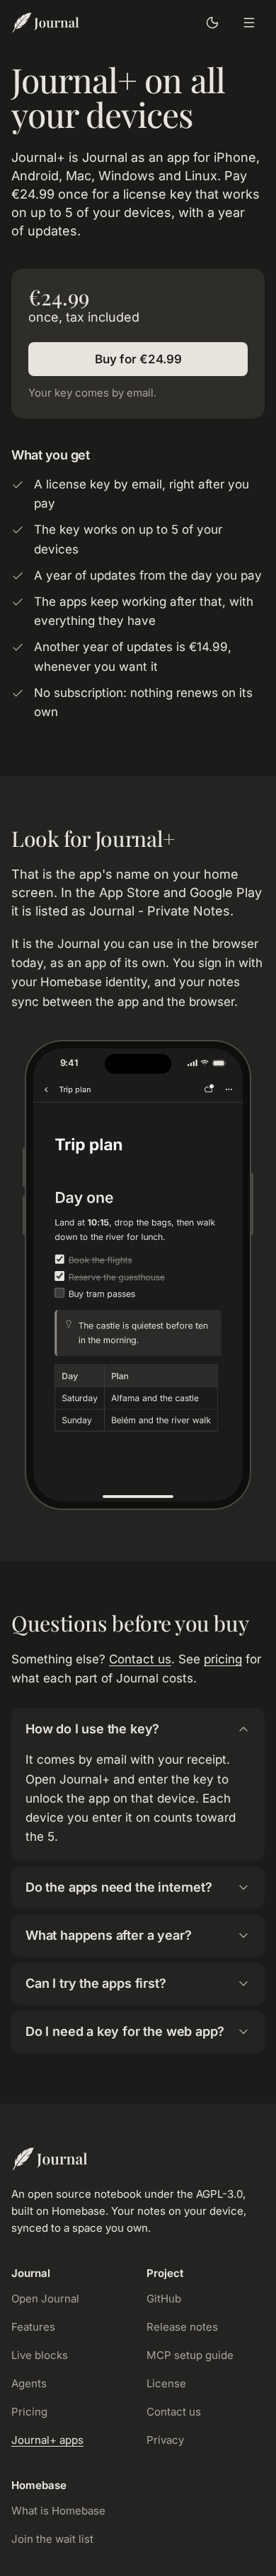 Journal
Journal+ on all
your devices
Journal+ is Journal as an app for iPhone,
Android, Mac, Windows and Linux. Pay
€24.99 once for a license key that works
on up to 5 of your devices, with a year
of updates.
€24.99
once, tax included
Buy for €24.99
Your key comes by email.
What you get
A license key by email, right after you
pay
The key works on up to 5 of your
devices
A year of updates from the day you pay
The apps keep working after that, with
everything they have
Another year of updates is €14.99,
whenever you want it
No subscription: nothing renews on its
own
Look for Journal+
That is the app's name on your home
screen. In the App Store and Google Play
it is listed as Journal - Private Notes.
It is the Journal you can use in the browser
today, as an app of its own. You sign in with
your Homebase identity, and your notes
sync between the app and the browser.
9:41
Trip plan
Trip plan
Day one
Land at 10:15, drop the bags, then walk
down to the river for lunch.
Book the flights
Reserve the guesthouse
Buy tram passes
The castle is quietest before ten
in the morning.
Day Plan
Saturday Alfama and the castle
Sunday Belém and the river walk
Questions before you buy
Something else? Contact us. See pricing for
what each part of Journal costs.
How do I use the key?
It comes by email with your receipt.
Open Journal+ and enter the key to
unlock the app on that device. Each
device you enter it on counts toward
the 5.
Do the apps need the internet?
What happens after a year?
Can I try the apps first?
Do I need a key for the web app?
Journal
An open source notebook under the AGPL-3.0,
built on Homebase. Your notes on your device,
synced to a space you own.
Journal
Open Journal
Features
Live blocks
Agents
Pricing
Journal+ apps
Project
GitHub
Release notes
MCP setup guide
License
Contact us
Privacy
Homebase
What is Homebase
Join the wait list